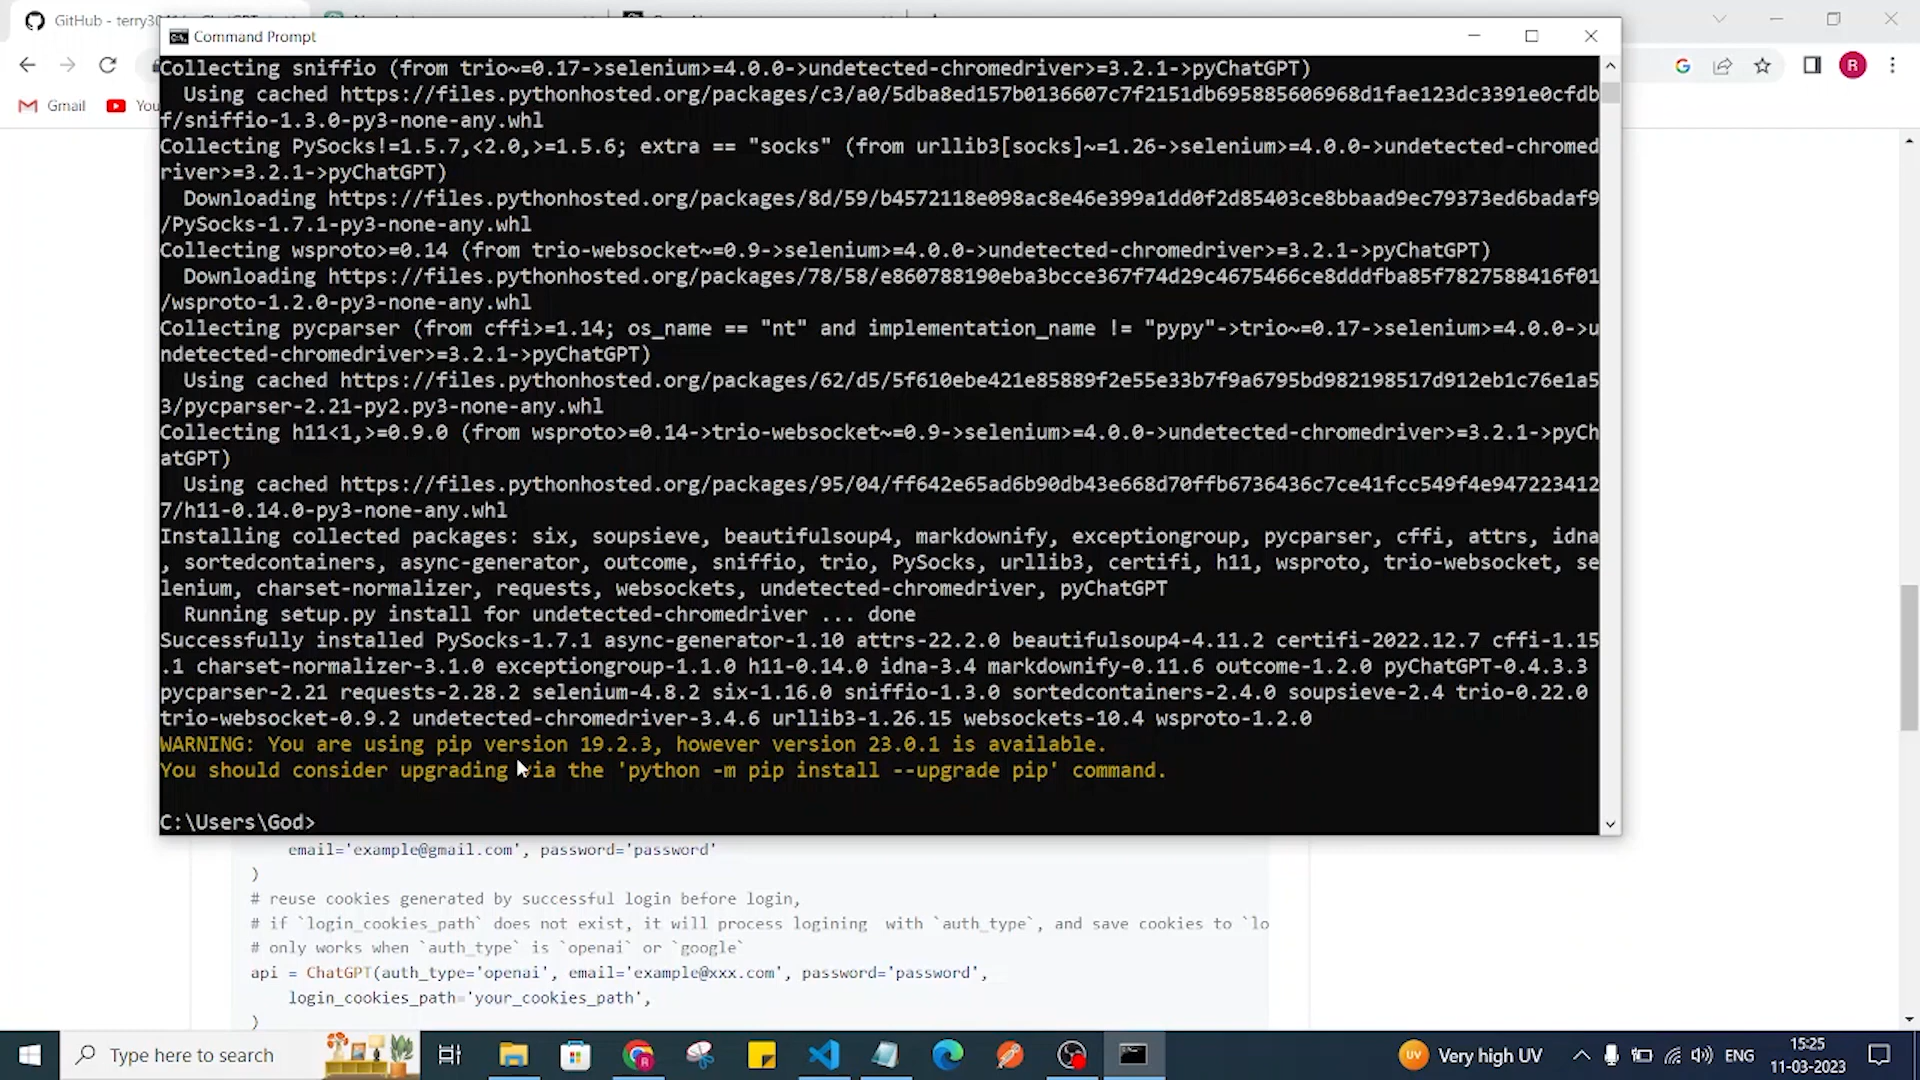 GitHub - terry30
Command Prompt
Gmail
You
R
Collecting sniffio (from trio~=0.17->selenium>=4.0.0->undetected-chromedriver>=3.2.1->pyChatGPT)
Using cached https://files.pythonhosted.org/packages/c3/a0/5dba8ed157b0136607c7f2151db695885606968d1fae123dc3391e0cfdb
f/sniffio-1.3.0-py3-none-any.whl
Collecting PySocks!=1.5.7,<2.0,>=1.5.6; extra == "socks" (from urllib3[socks]~=1.26->selenium>=4.0.0->undetected-chromed
river>=3.2.1->pyChatGPT)
Downloading https://files.pythonhosted.org/packages/8d/59/b4572118e098ac8e46e399a1dd0f2d85403ce8bbaad9ec79373ed6badaf9
/PySocks-1.7.1-py3-none-any.whl
Collecting wsproto>=0.14 (from trio-websocket~=0.9->selenium>=4.0.0->undetected-chromedriver>=3.2.1->pyChatGPT)
Downloading https://files.pythonhosted.org/packages/78/58/e860788190eba3bcce367f74d29c4675466ce8dddfba85f7827588416f01
/wsproto-1.2.0-py3-none-any.whl
Collecting pycparser (from cffi>=1.14; os_name == "nt" and implementation_name != "pypy"->trio~=0.17->selenium>=4.0.0->u
ndetected-chromedriver>=3.2.1->pyChatGPT)
Using cached https://files.pythonhosted.org/packages/62/d5/5f610ebe421e85889f2e55e33b7f9a6795bd982198517d912eb1c76e1a5
3/pycparser-2.21-py2.py3-none-any.whl
Collecting h11<1,>=0.9.0 (from wsproto>=0.14->trio-websocket~=0.9->selenium>=4.0.0->undetected-chromedriver>=3.2.1->pyCh
atGPT)
Using cached https://files.pythonhosted.org/packages/95/04/ff642e65ad6b90db43e668d70ffb6736436c7ce41fcc549f4e947223412
7/h11-0.14.0-py3-none-any.whl
Installing collected packages: six, soupsieve, beautifulsoup4, markdownify, exceptiongroup, pycparser, cffi, attrs, idna
, sortedcontainers, async-generator, outcome, sniffio, trio, PySocks, urllib3, certifi, h11, wsproto, trio-websocket, se
lenium, charset-normalizer, requests, websockets, undetected-chromedriver, pyChatGPT
Running setup.py install for undetected-chromedriver ... done
Successfully installed PySocks-1.7.1 async-generator-1.10 attrs-22.2.0 beautifulsoup4-4.11.2 certifi-2022.12.7 cffi-1.15
.1 charset-normalizer-3.1.0 exceptiongroup-1.1.0 h11-0.14.0 idna-3.4 markdownify-0.11.6 outcome-1.2.0 pyChatGPT-0.4.3.3
pycparser-2.21 requests-2.28.2 selenium-4.8.2 six-1.16.0 sniffio-1.3.0 sortedcontainers-2.4.0 soupsieve-2.4 trio-0.22.0
trio-websocket-0.9.2 undetected-chromedriver-3.4.6 urllib3-1.26.15 websockets-10.4 wsproto-1.2.0
WARNING: You are using pip version 19.2.3, however version 23.0.1 is available.
You should consider upgrading via the 'python -m pip install --upgrade pip' command.
C:\Users\God>
email='example@gmail.com', password='password'
)
# reuse cookies generated by successful login before login,
# if `login_cookies_path` does not exist, it will process logining  with `auth_type`, and save cookies to `lo
# only works when `auth_type` is `openai` or `google`
api = ChatGPT(auth_type='openai', email='example@xxx.com', password='password',
login_cookies_path='your_cookies_path',
)
Type here to search
UV
Very high UV
ENG
15:25
11-03-2023